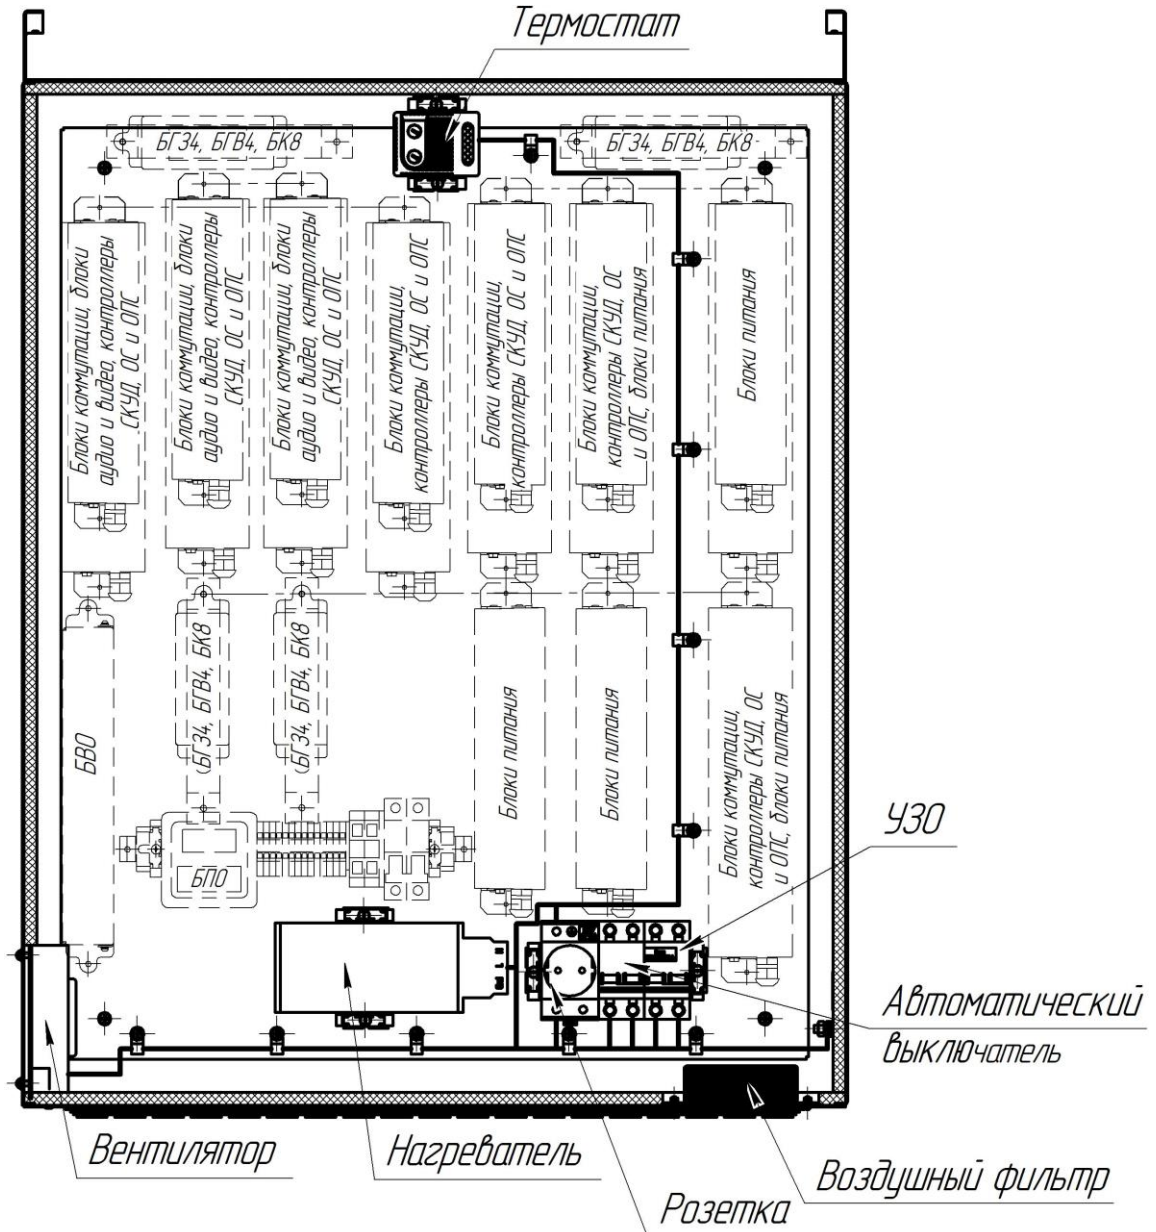 Термостат
БГЗ4, БГВ4, БК8
БГЗ4, БГВ4, БК8
Блоки коммутации, блоки
аудио и видео, контроллеры
СКУД, ОС и ОПС
Блоки коммутации, блоки
аудио и видео, контроллеры
СКУД, ОС и ОПС
Блоки коммутации, блоки
аудио и видео, контроллеры
СКУД, ОС и ОПС
Блоки коммутации,
контроллеры СКУД, ОС и ОПС
Блоки коммутации,
контроллеры СКУД, ОС и ОПС
Блоки коммутации,
контроллеры СКУД, ОС
и ОПС, блоки питания
Блоки питания
БВО
БГЗ4, БГВ4, БК8
БГЗ4, БГВ4, БК8
Блоки питания
Блоки питания
Блоки коммутации,
контроллеры СКУД, ОС
и ОПС, блоки питания
БПО
УЗО
Автоматический
выключатель
Вентилятор
Нагреватель
Воздушный фильтр
Розетка